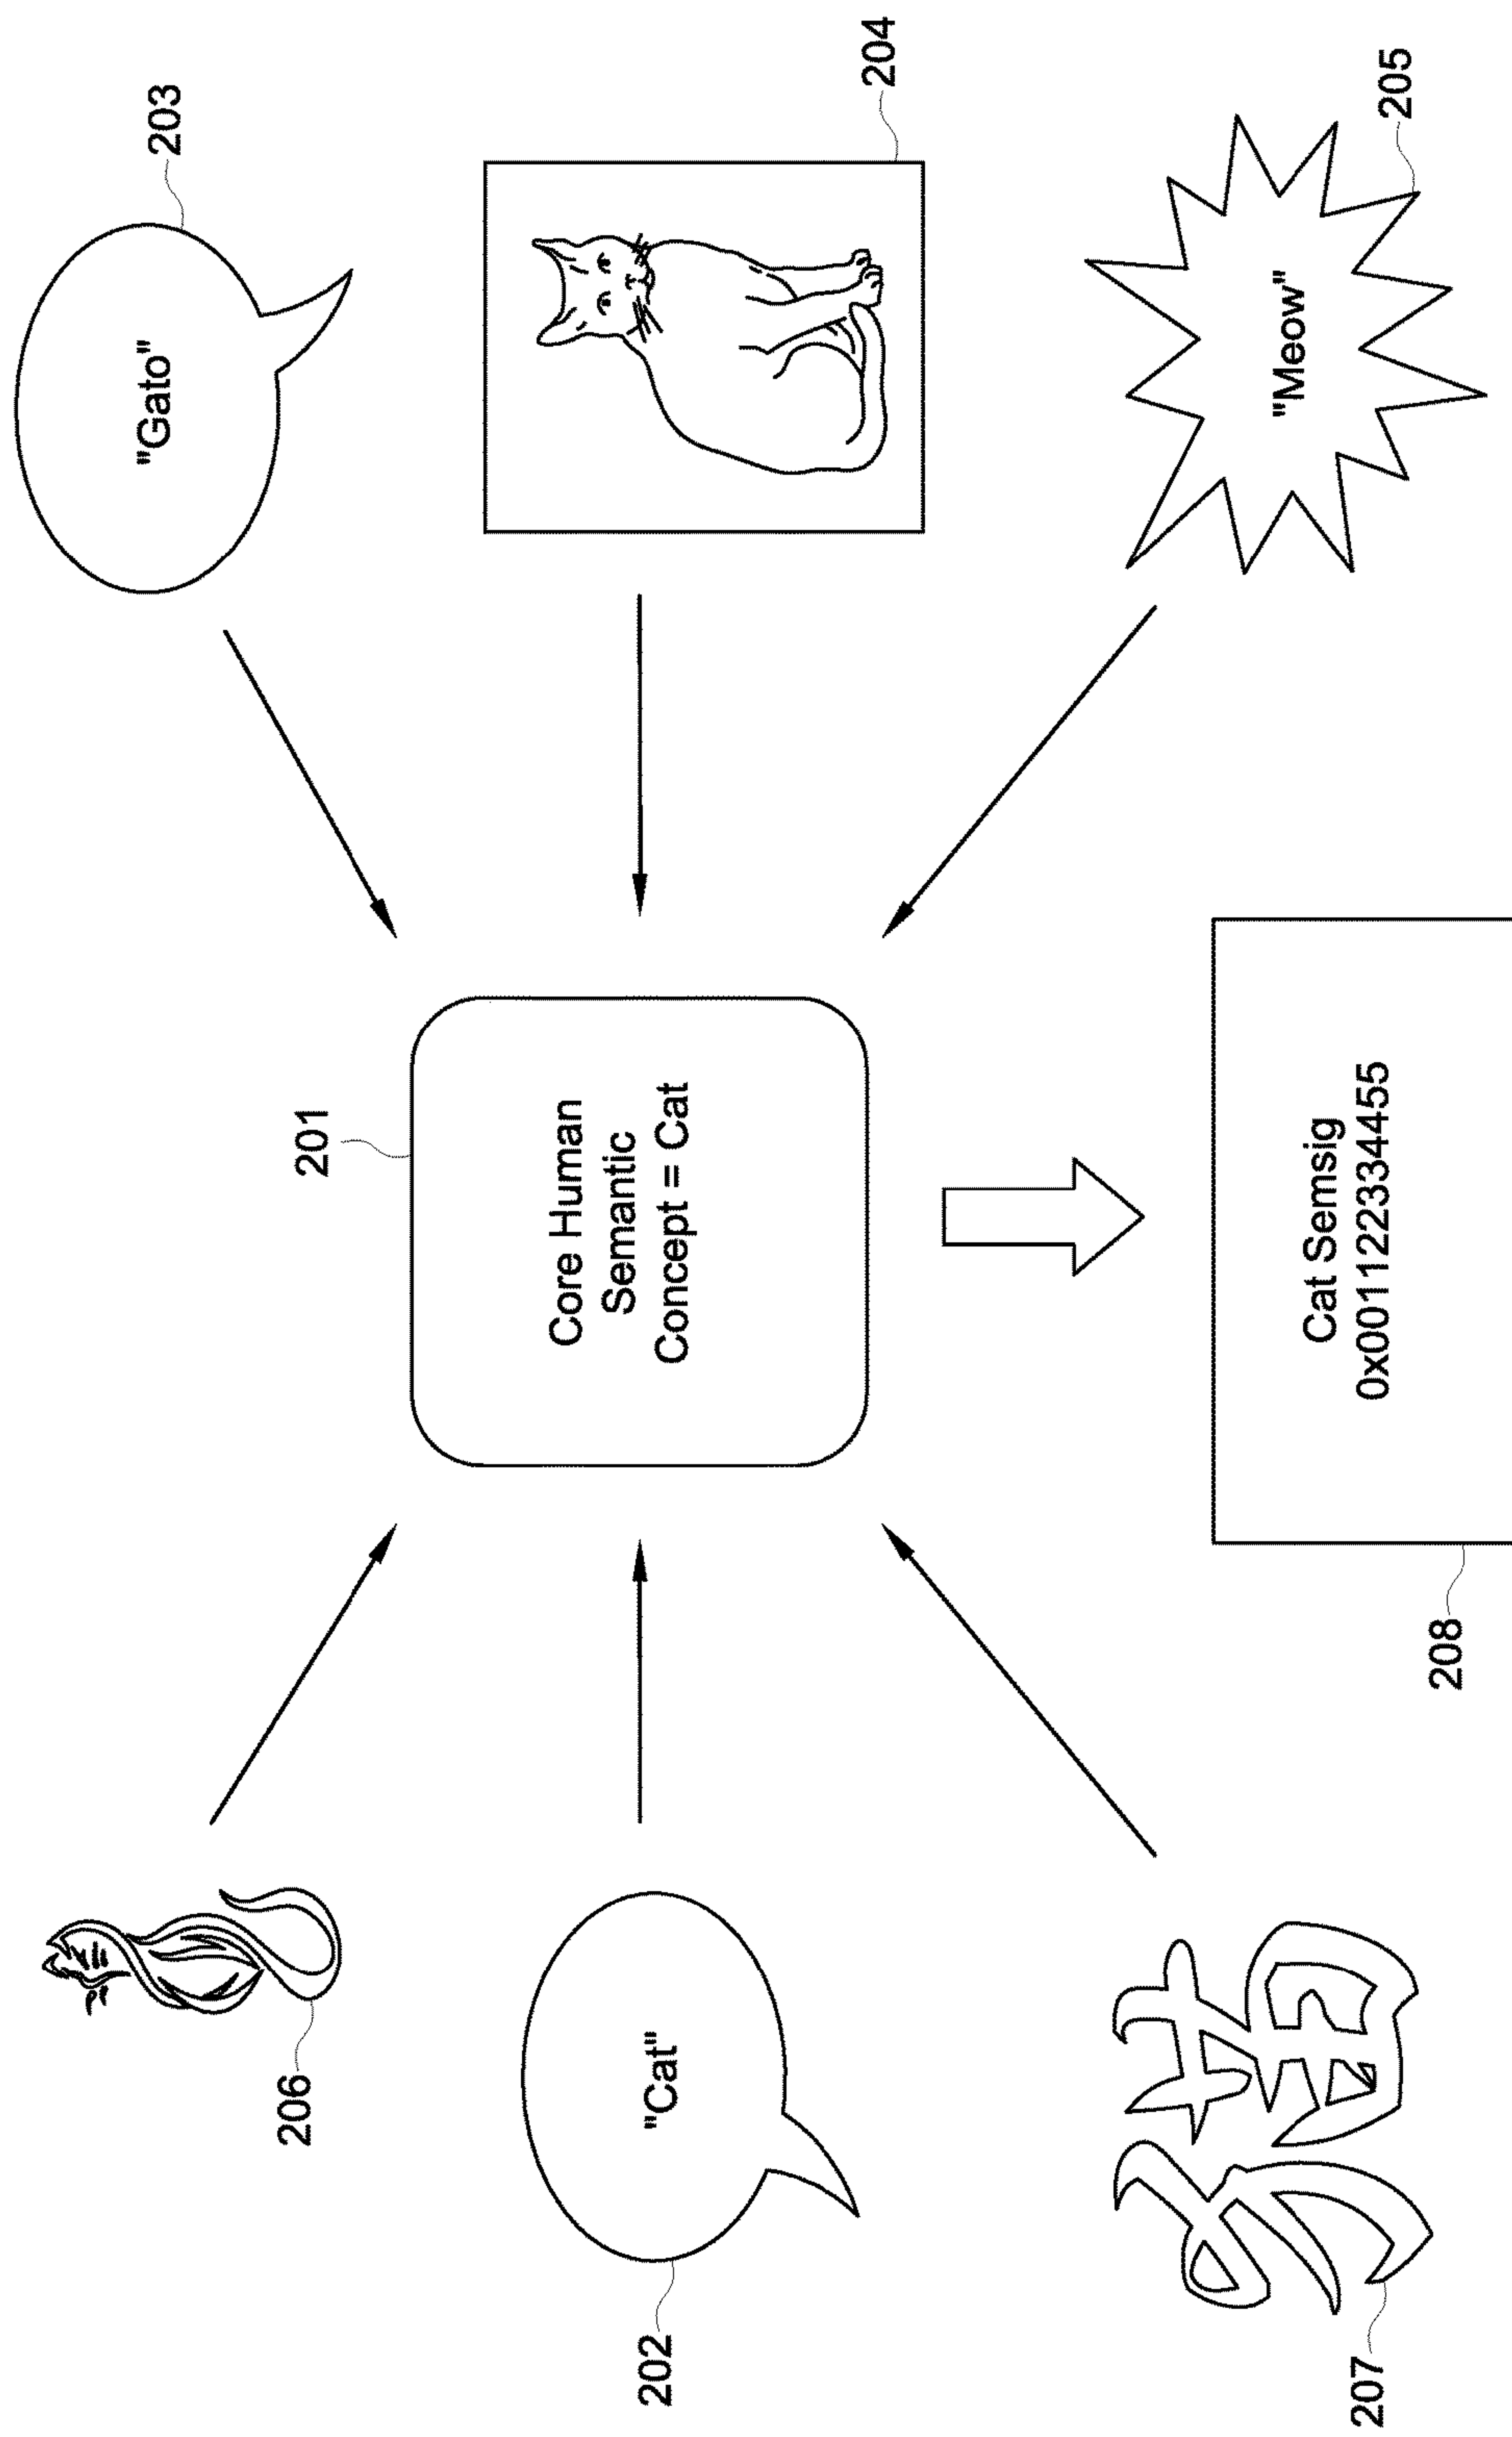 203
"Gato"
206
201
Core Human
Semantic
Concept = Cat
202
"Cat"
204
猫
207
"Meow"
205
208
Cat Semsig
0x001122334455